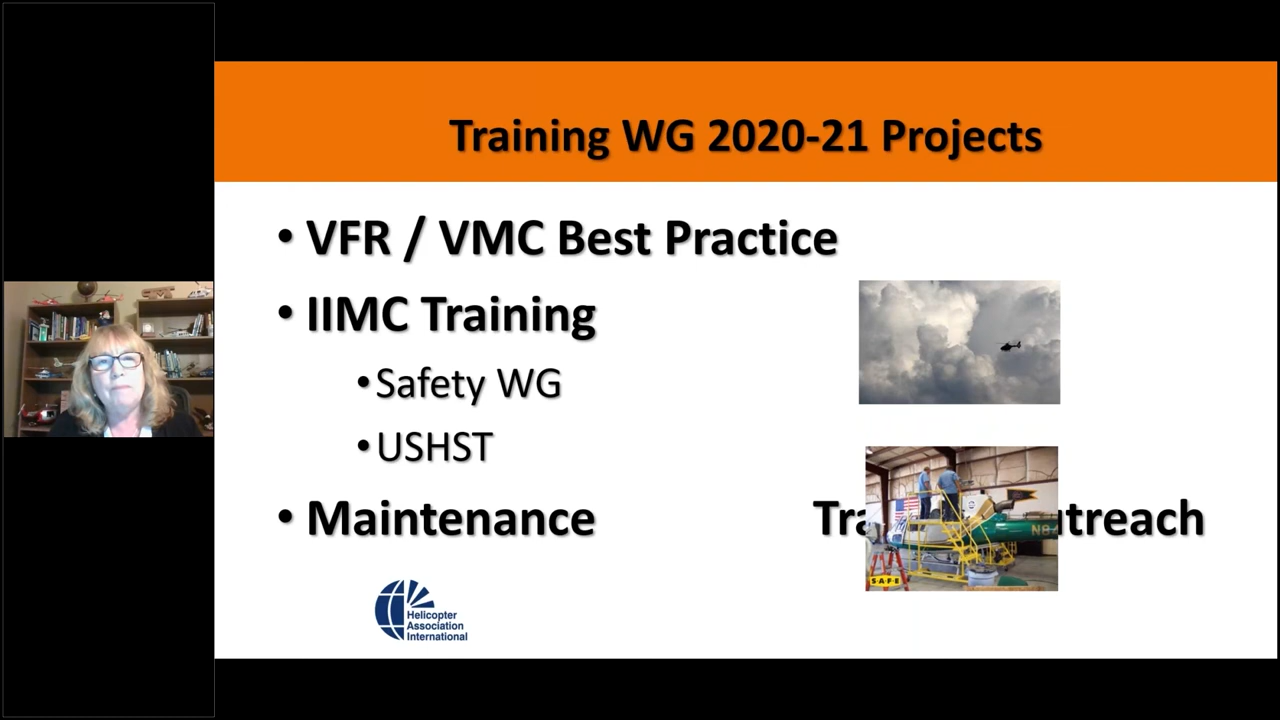 Training WG 2020-21 Projects
• VFR / VMC Best Practice
• IIMC Training
• Safety WG
• USHST
• Maintenance
S-A-F-E
Helicopter
Association
International